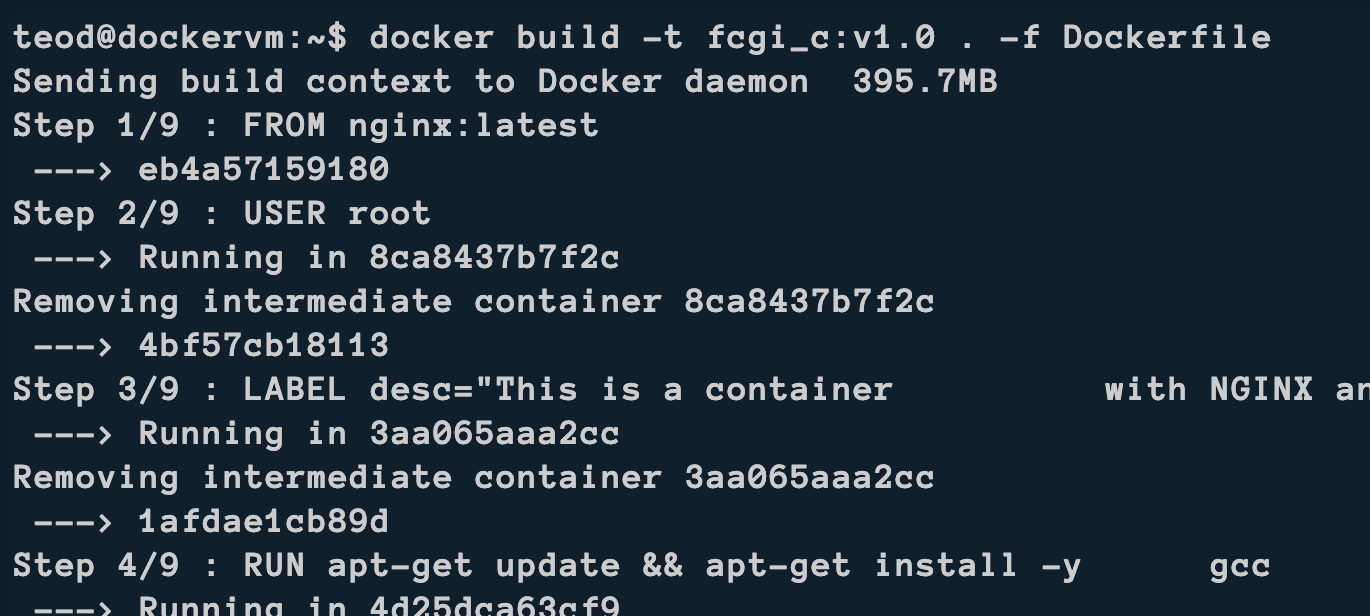 teod@dockervm:~$ docker build -t fcgi_c:v1.0 . -f Dockerfile
Sending build context to Docker daemon  395.7MB
Step 1/9 : FROM nginx:latest
 ---> eb4a57159180
Step 2/9 : USER root
 ---> Running in 8ca8437b7f2c
Removing intermediate container 8ca8437b7f2c
 ---> 4bf57cb18113
Step 3/9 : LABEL desc="This is a container          with NGINX an
 ---> Running in 3aa065aaa2cc
Removing intermediate container 3aa065aaa2cc
 ---> 1afdae1cb89d
Step 4/9 : RUN apt-get update && apt-get install -y      gcc
 ---> Running in 4d25dca63cf9